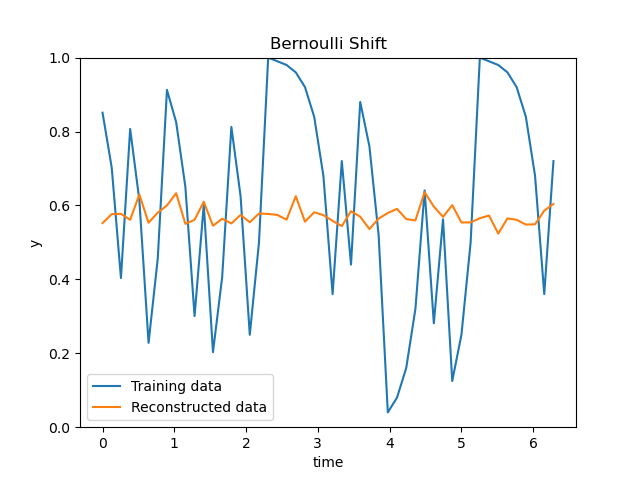 Bernoulli Shift
1.0
0.8
0.6
0.4
0.2
0.0
y
Training data
Reconstructed data
0 1 2 3 4 5 6
time